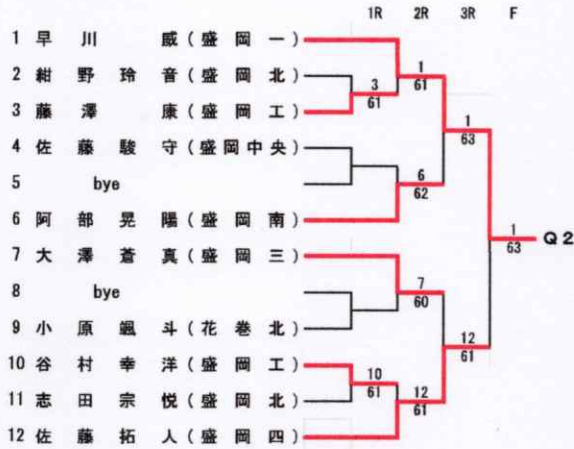 1R 2R 3R F
1 早川 威(盛岡一)
2 紺野玲音(盛岡北)
3 藤澤 康(盛岡工)
4 佐藤駿守(盛岡中央)
5 bye
6 阿部晃陽(盛岡南)
7 大澤蒼真(盛岡三)
8 bye
9 小原颯斗(花巻北)
10 谷村幸洋(盛岡工)
11 志田宗悦(盛岡北)
12 佐藤拓人(盛岡四)
3
61
10
61
1
61
6
62
7
60
12
61
1
63
12
61
1
63
Q2